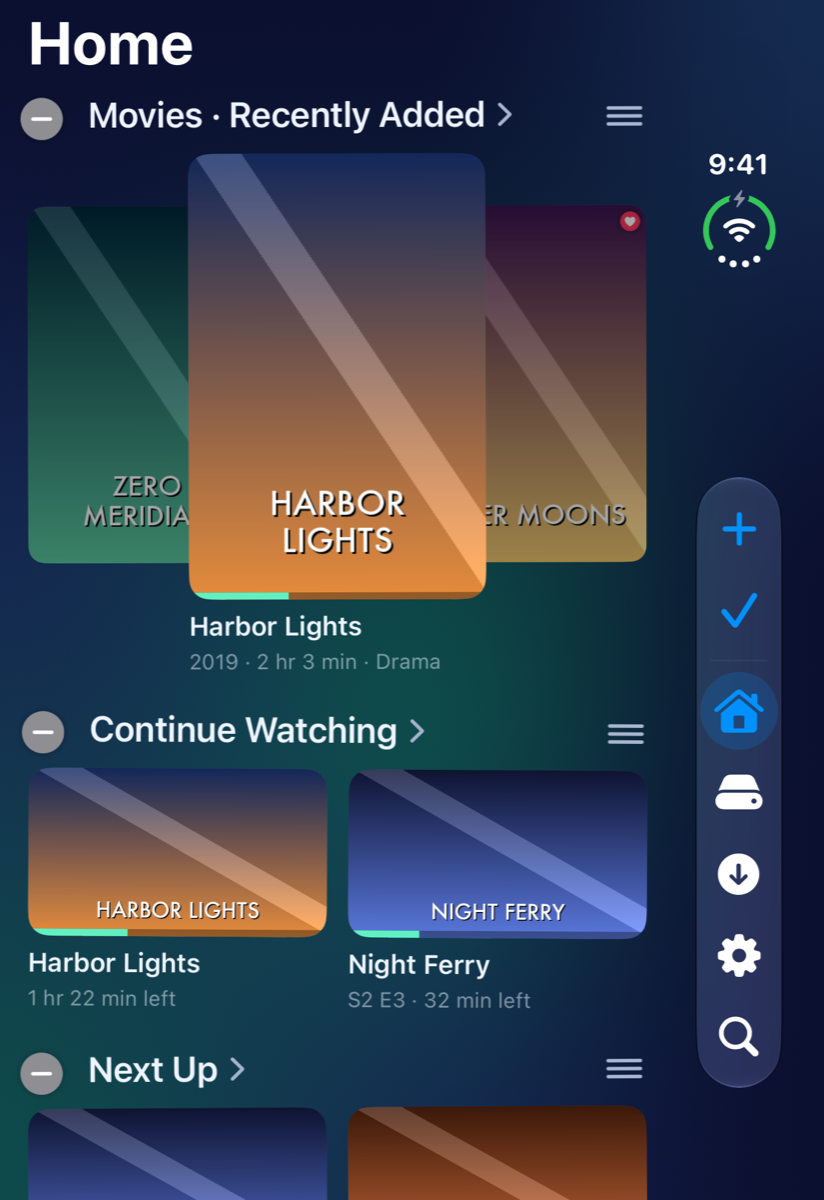 Home
Movies · Recently Added
9:41
ZERO
HARBOR
LIGHTS
MOONS
Harbor Lights
2019 · 2 hr 3 min · Drama
Continue Watching
HARBOR LIGHTS
NIGHT FERRY
Harbor Lights
Night Ferry
1 hr 22 min left
S2 E3 · 32 min left
Next Up